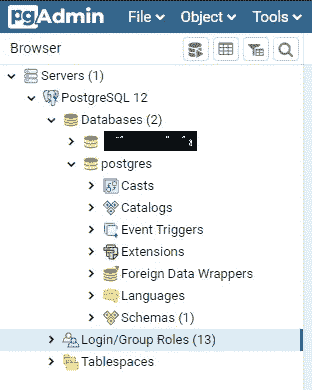 pgAdmin File Object Tools
Browser
Servers (1)
PostgreSQL 12
Databases (2)
postgres
Casts
Catalogs
Event Triggers
Extensions
Foreign Data Wrappers
Languages
Schemas (1)
Login/Group Roles (13)
Tablespaces